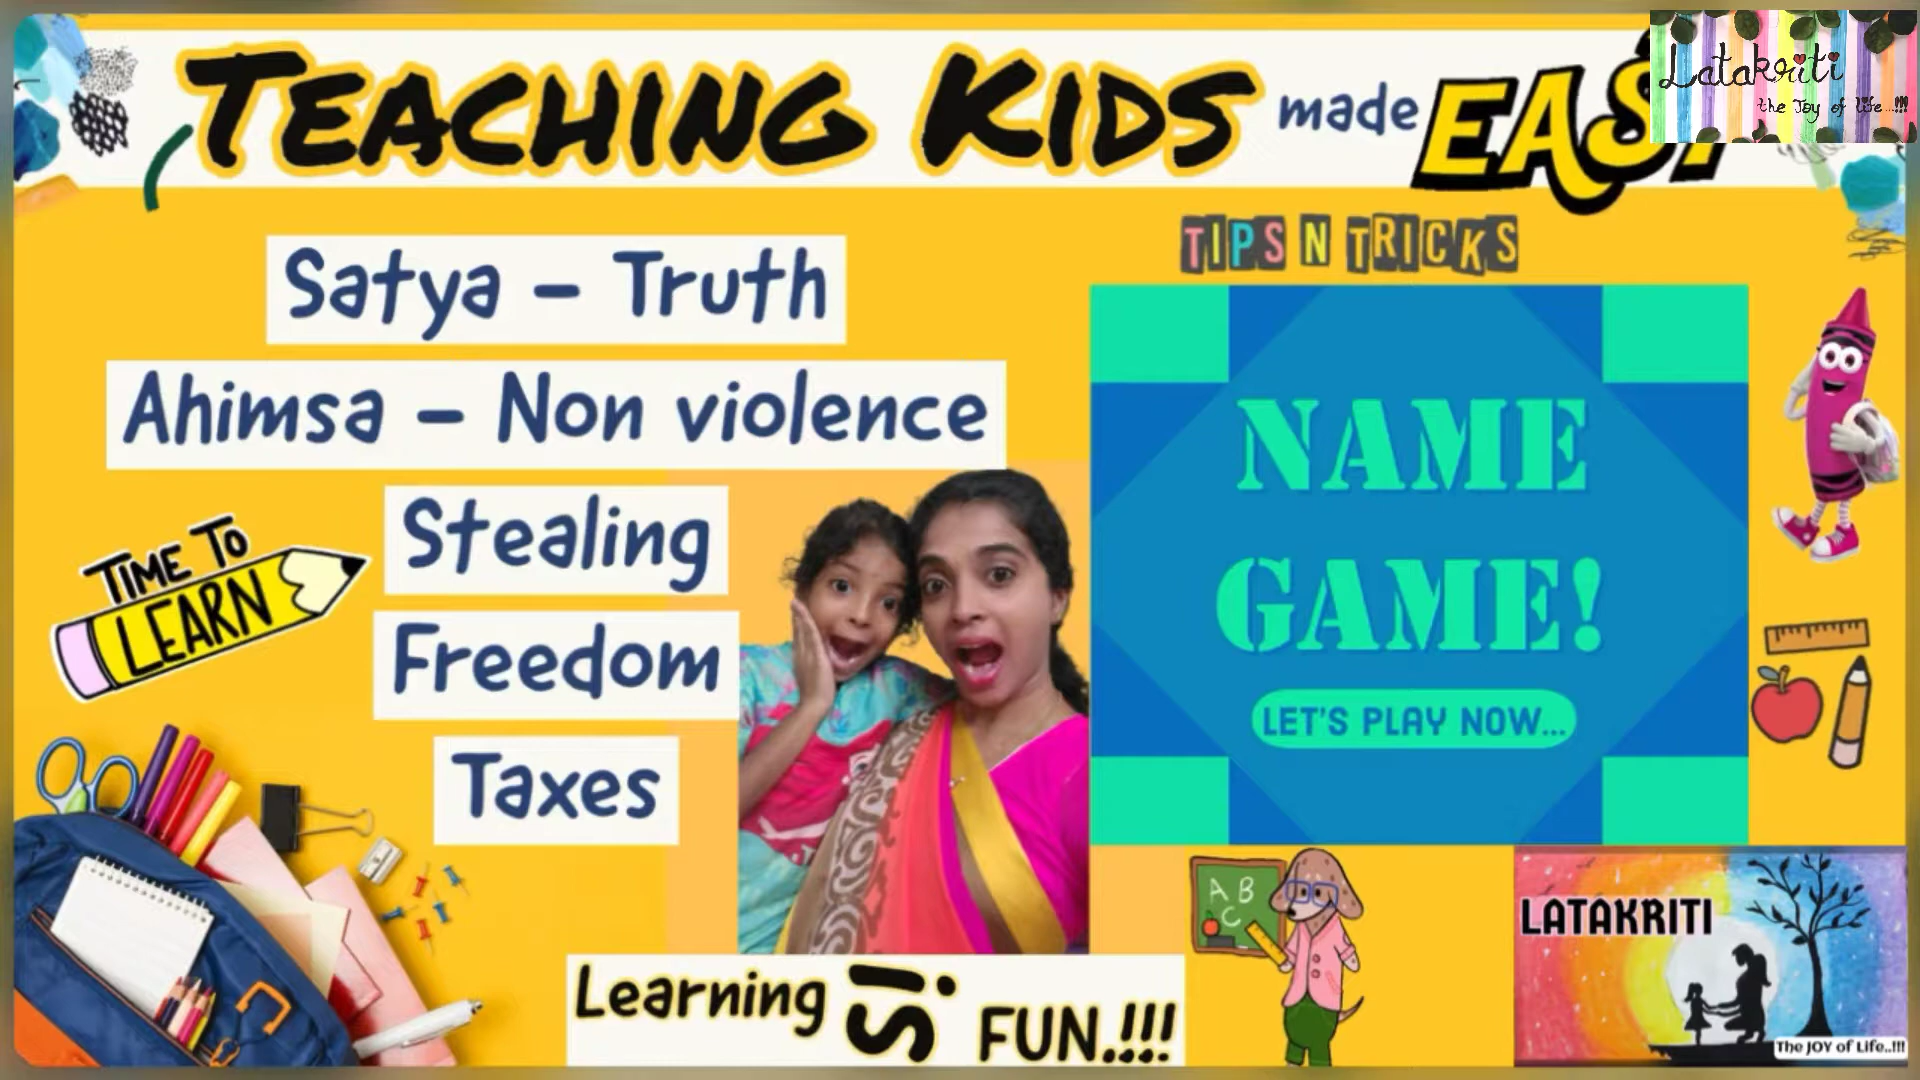 TEACHING KIDS made EASY
Latakriti
the Joy of life...!!!
TIPS N TRICKS
Satya - Truth
Ahimsa - Non violence
Stealing
Freedom
Taxes
TIME TO
LEARN
NAME
GAME!
LET'S PLAY NOW...
A B
C
Learning is FUN.!!!
LATAKRITI
The JOY of Life..!!!